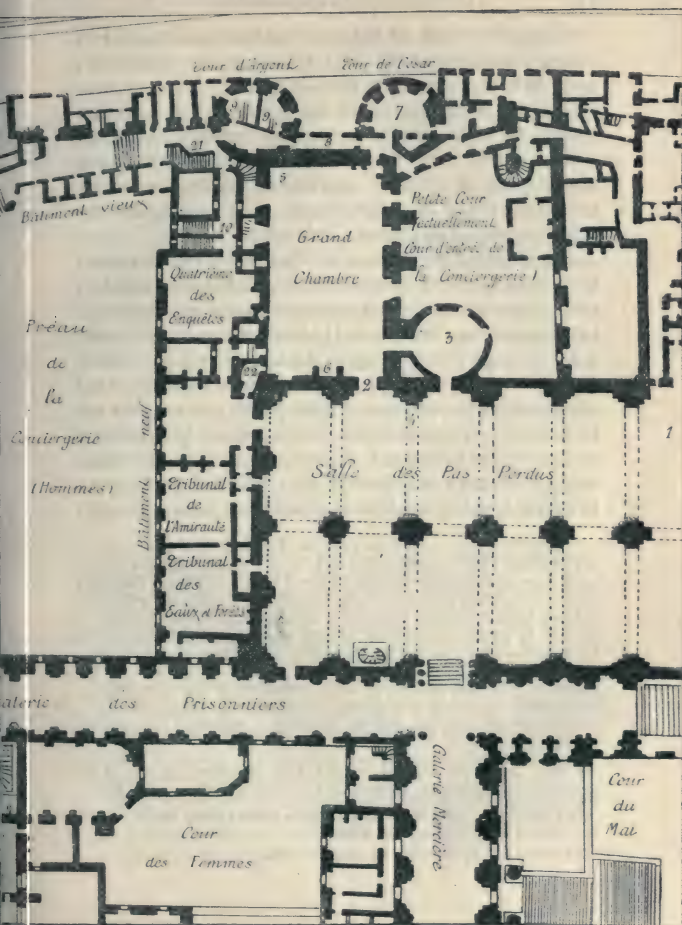 Tour d'Argent
Tour de César
9
9
7
8
21
5
Bâtiment vieux
19
Grand
Chambre
Petite Cour
(actuellement
Cour d'entrée de
la Conciergerie)
Quatrième
des
Enquêtes
3
22
6
2
Préau
de
la
Conciergerie
(Hommes)
Bâtiment neuf
1
Salle des Pas Perdus
Tribunal
de
l'Amirauté
Tribunal
des
Eaux et Forêts
alerie des Prisonniers
Galerie Mercière
Cour
des Femmes
Cour
du
Mai